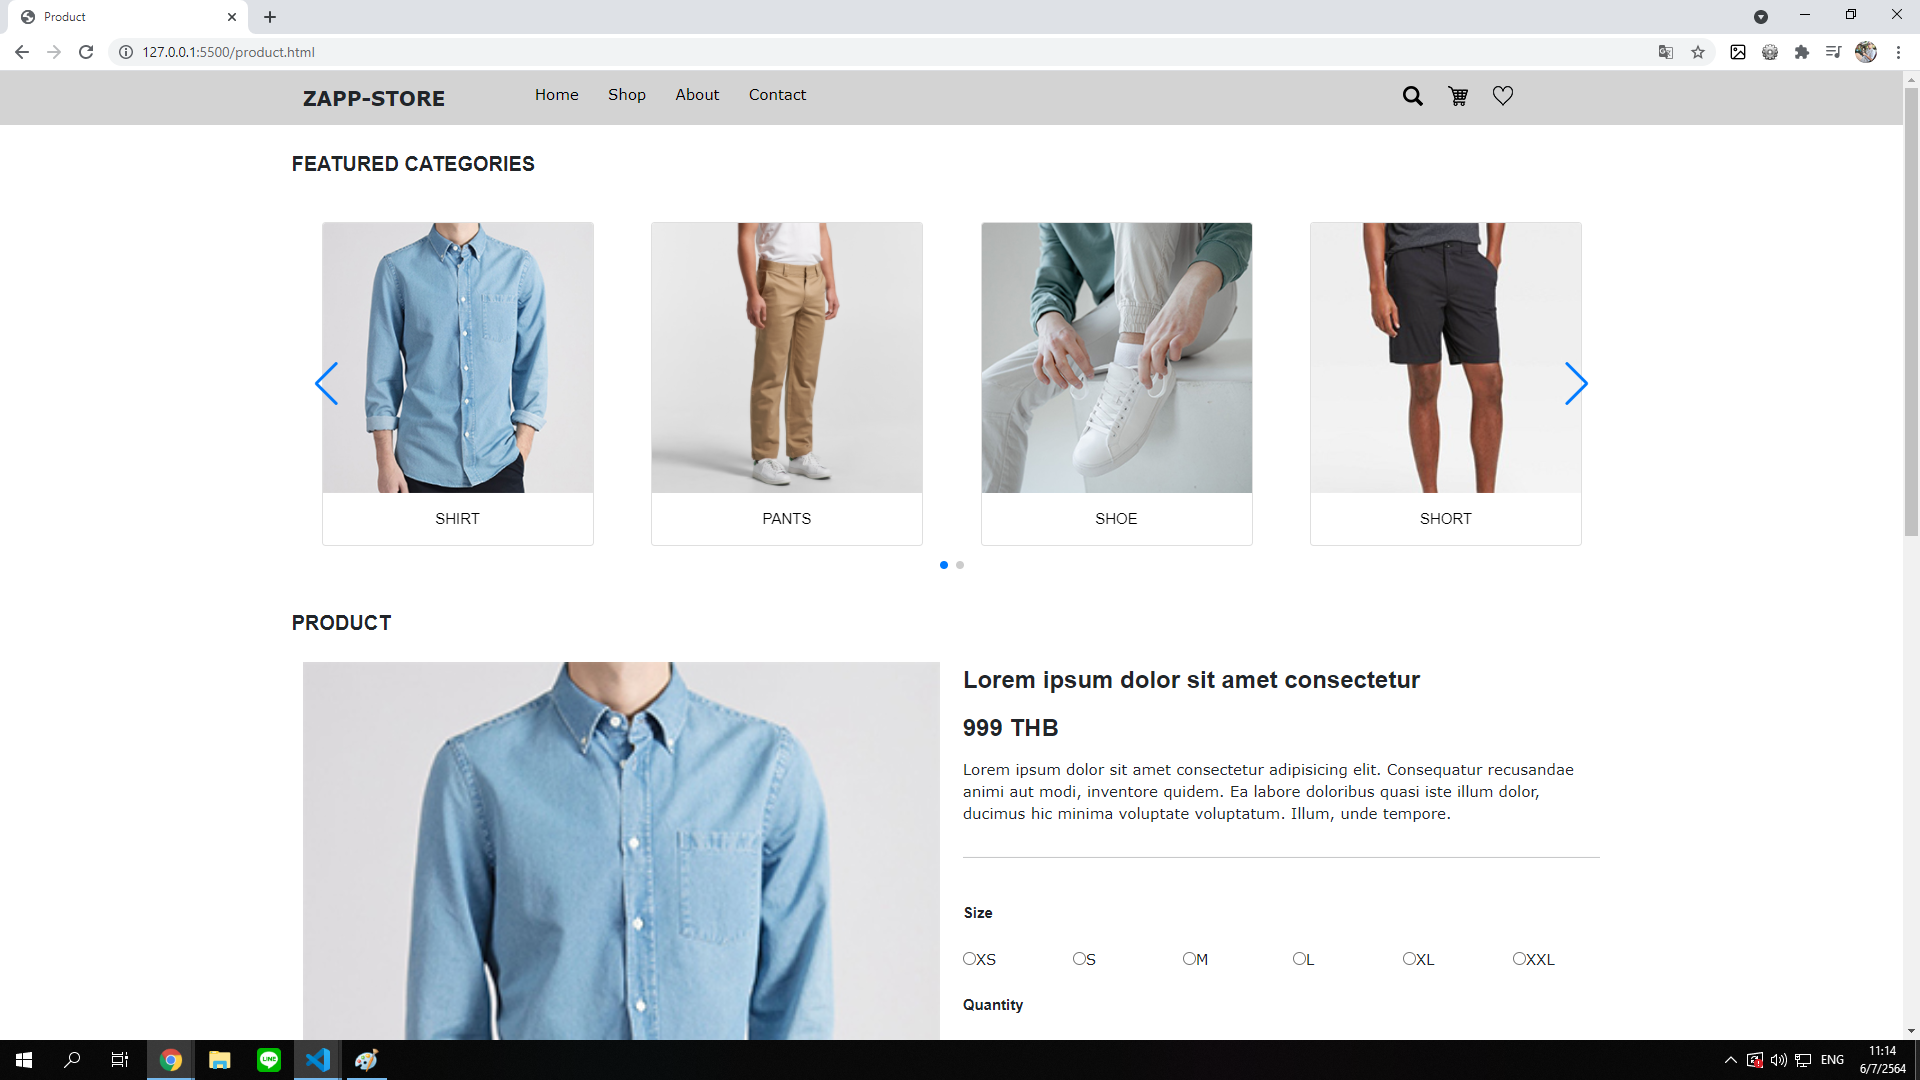 Product
127.0.0.1:5500/product.html
ZAPP-STORE
Home
Shop
About
Contact
FEATURED CATEGORIES
SHIRT
PANTS
SHOE
SHORT
PRODUCT
Lorem ipsum dolor sit amet consectetur
999 THB
Lorem ipsum dolor sit amet consectetur adipisicing elit. Consequatur recusandae
animi aut modi, inventore quidem. Ea labore doloribus quasi iste illum dolor,
ducimus hic minima voluptate voluptatum. Illum, unde tempore.
Size
XS
S
M
L
XL
XXL
Quantity
LINE
ENG
11:14
6/7/2564